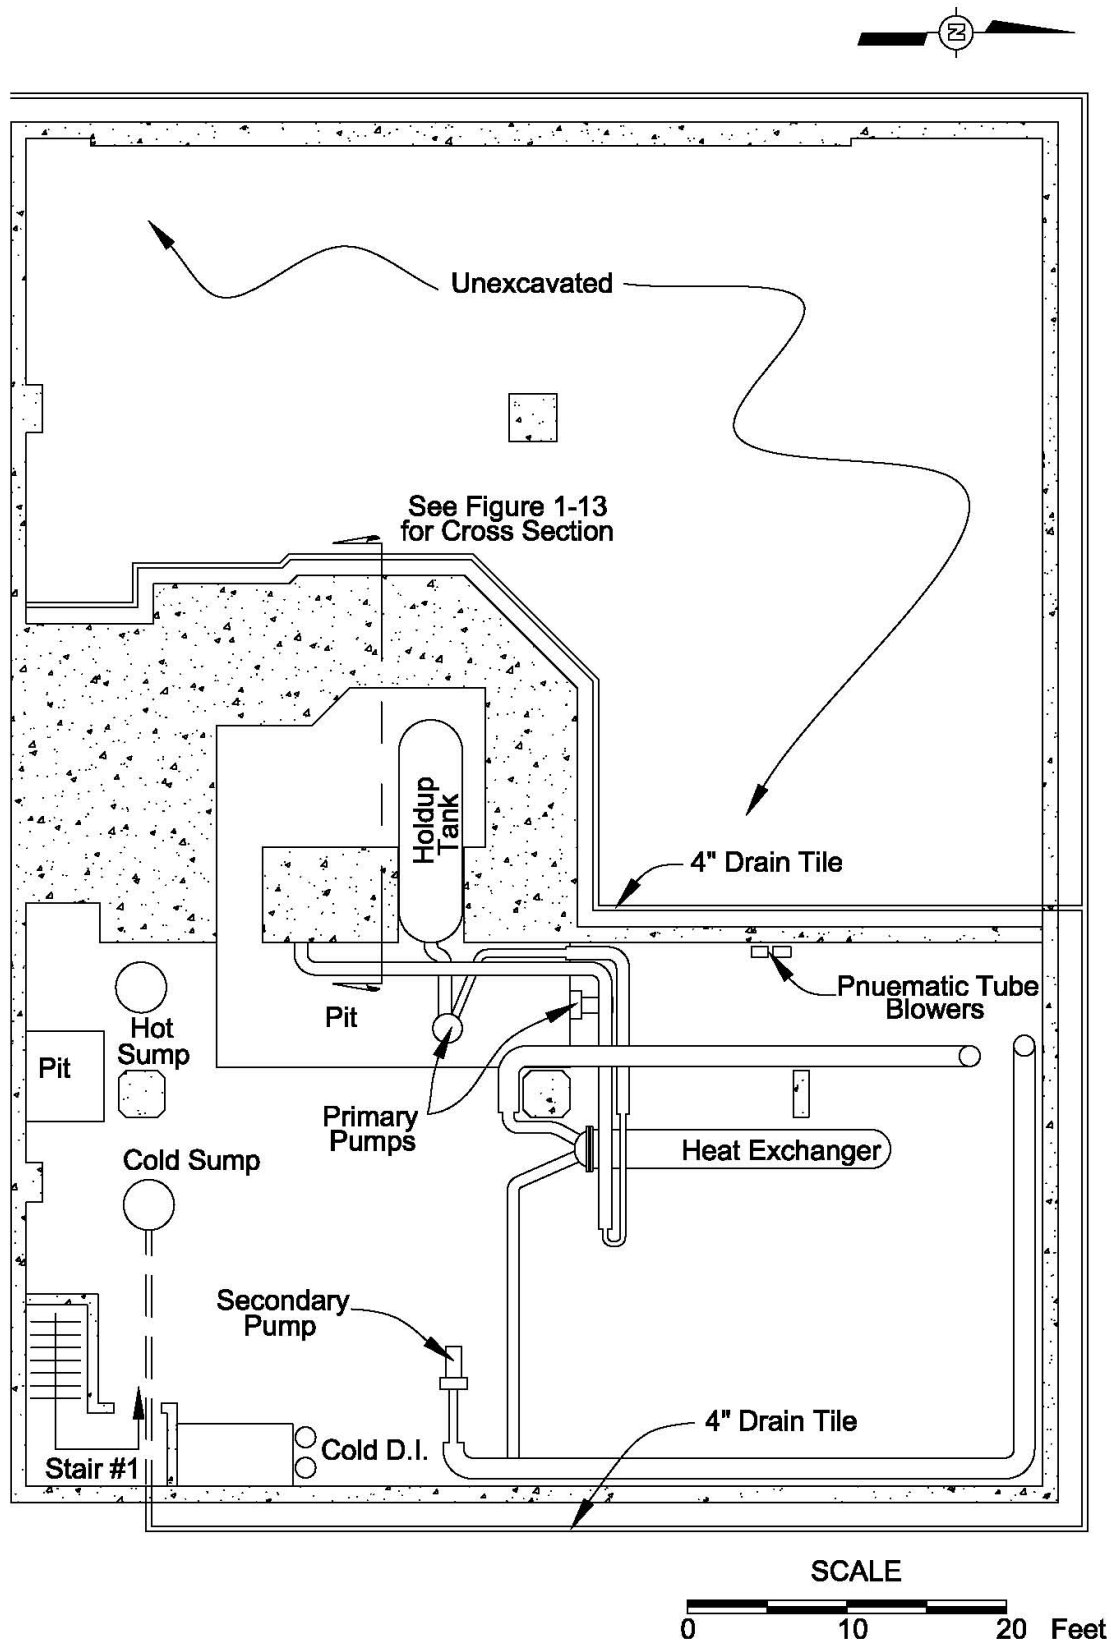 N
Unexcavated
See Figure 1-13
for Cross Section
Holdup
Tank
4" Drain Tile
Pnuematic Tube
Blowers
Pit
Hot
Sump
Pit
Primary
Pumps
Heat Exchanger
Cold Sump
Secondary
Pump
4" Drain Tile
Cold D.I.
Stair #1
SCALE
0 10 20 Feet